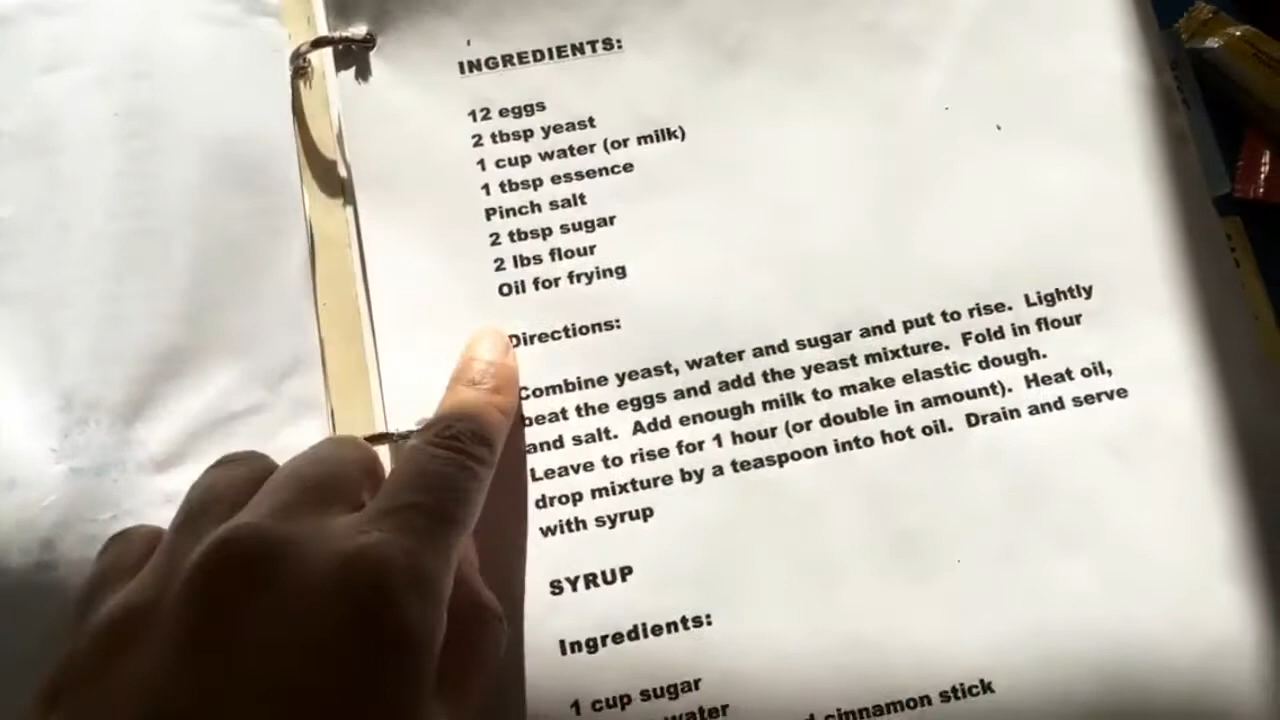 INGREDIENTS:
12 eggs
2 tbsp yeast
1 cup water (or milk)
1 tbsp essence
Pinch salt
2 tbsp sugar
2 lbs flour
Oil for frying
Directions:
Combine yeast, water and sugar and put to rise. Lightly
beat the eggs and add the yeast mixture. Fold in flour
and salt. Add enough milk to make elastic dough.
Leave to rise for 1 hour (or double in amount). Heat oil,
drop mixture by a teaspoon into hot oil. Drain and serve
with syrup
SYRUP
Ingredients:
1 cup sugar
water cinnamon stick